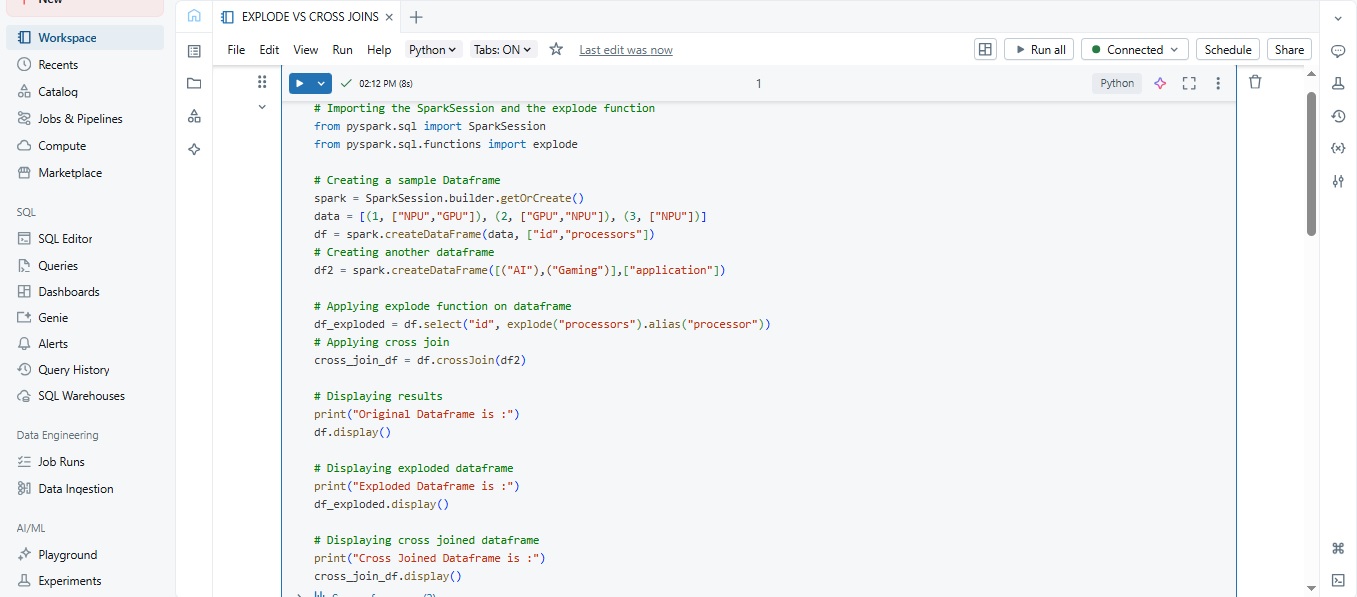 New
Workspace
Recents
Catalog
Jobs & Pipelines
Compute
Marketplace
SQL
SQL Editor
Queries
Dashboards
Genie
Alerts
Query History
SQL Warehouses
Data Engineering
Job Runs
Data Ingestion
AI/ML
Playground
Experiments
EXPLODE VS CROSS JOINS
File Edit View Run Help Python Tabs: ON Last edit was now Run all Connected Schedule Share
02:12 PM (8s) 1 Python
# Importing the SparkSession and the explode function
from pyspark.sql import SparkSession
from pyspark.sql.functions import explode
# Creating a sample Dataframe
spark = SparkSession.builder.getOrCreate()
data = [(1, ["NPU","GPU"]), (2, ["GPU","NPU"]), (3, ["NPU"])]
df = spark.createDataFrame(data, ["id","processors"])
# Creating another dataframe
df2 = spark.createDataFrame([("AI"),("Gaming")],["application"])
# Applying explode function on dataframe
df_exploded = df.select("id", explode("processors").alias("processor"))
# Applying cross join
cross_join_df = df.crossJoin(df2)
# Displaying results
print("Original Dataframe is :")
df.display()
# Displaying exploded dataframe
print("Exploded Dataframe is :")
df_exploded.display()
# Displaying cross joined dataframe
print("Cross Joined Dataframe is :")
cross_join_df.display()